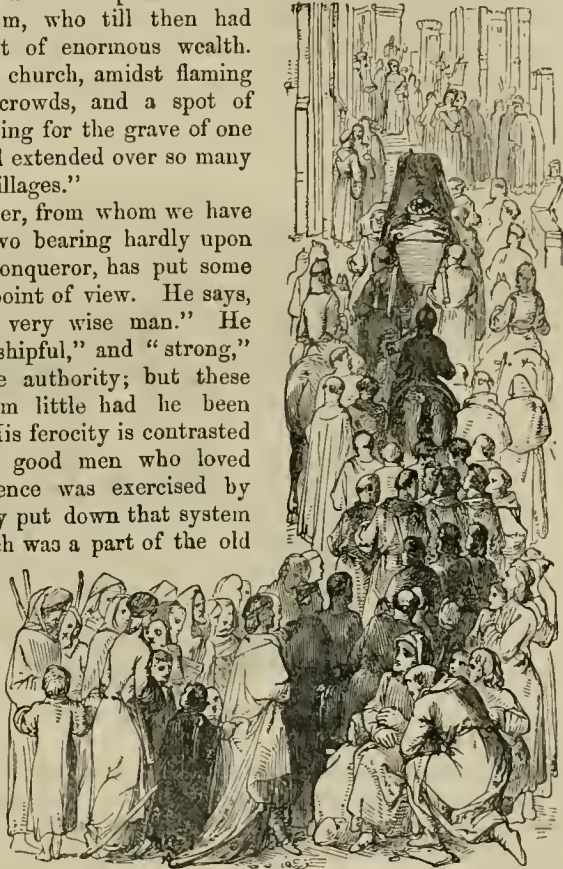 m, who till then had
t of enormous wealth.
church, amidst flaming
crowds, and a spot of
ing for the grave of one
l extended over so many
illages."
er, from whom we have
wo bearing hardly upon
onqueror, has put some
oint of view. He says,
very wise man." He
shipful," and "strong,"
e authority; but these
m little had he been
is ferocity is contrasted
good men who loved
ence was exercised by
y put down that system
ch was a part of the old